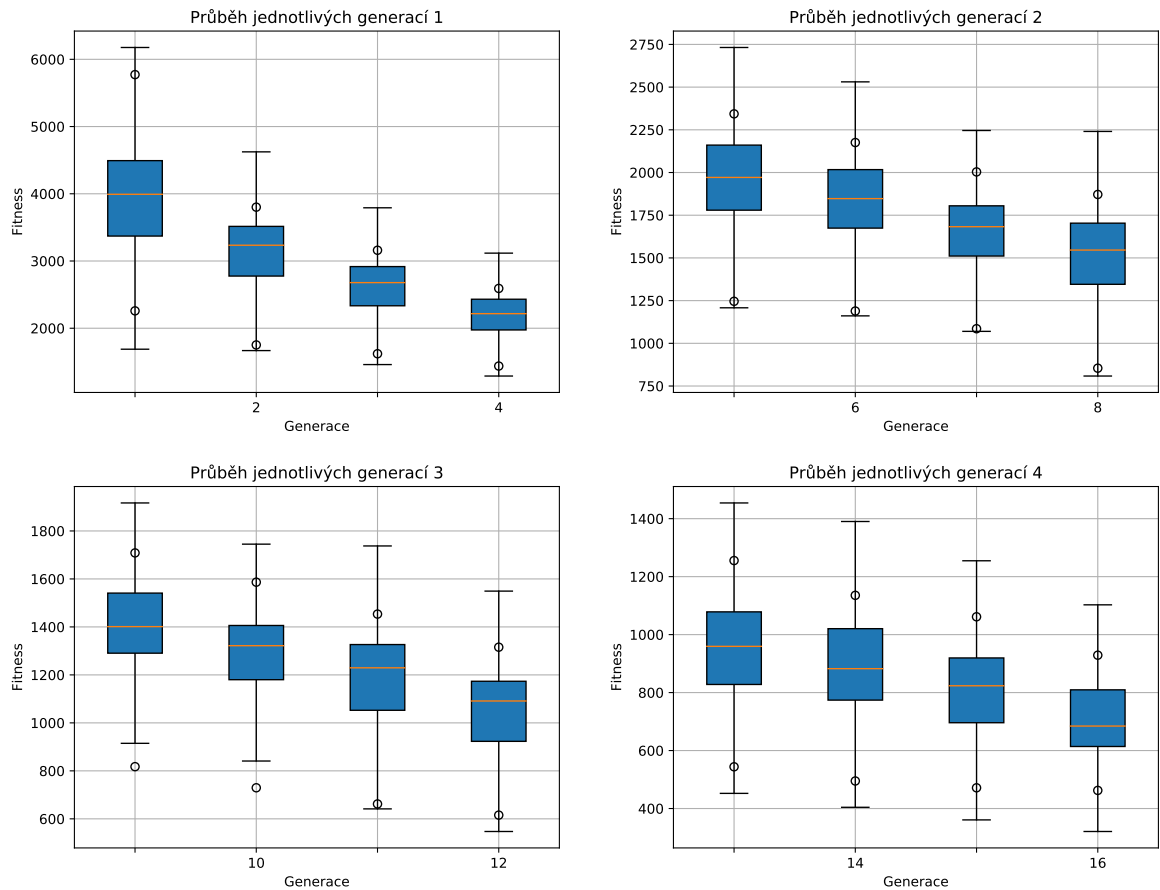 Průběh jednotlivých generací 1
6000
5000
4000
3000
2000
Fitness
2
4
Generace
Průběh jednotlivých generací 2
2750
2500
2250
2000
1750
1500
1250
1000
750
Fitness
6
8
Generace
Průběh jednotlivých generací 3
1800
1600
1400
1200
1000
800
600
Fitness
10
12
Generace
Průběh jednotlivých generací 4
1400
1200
1000
800
600
400
Fitness
14
16
Generace